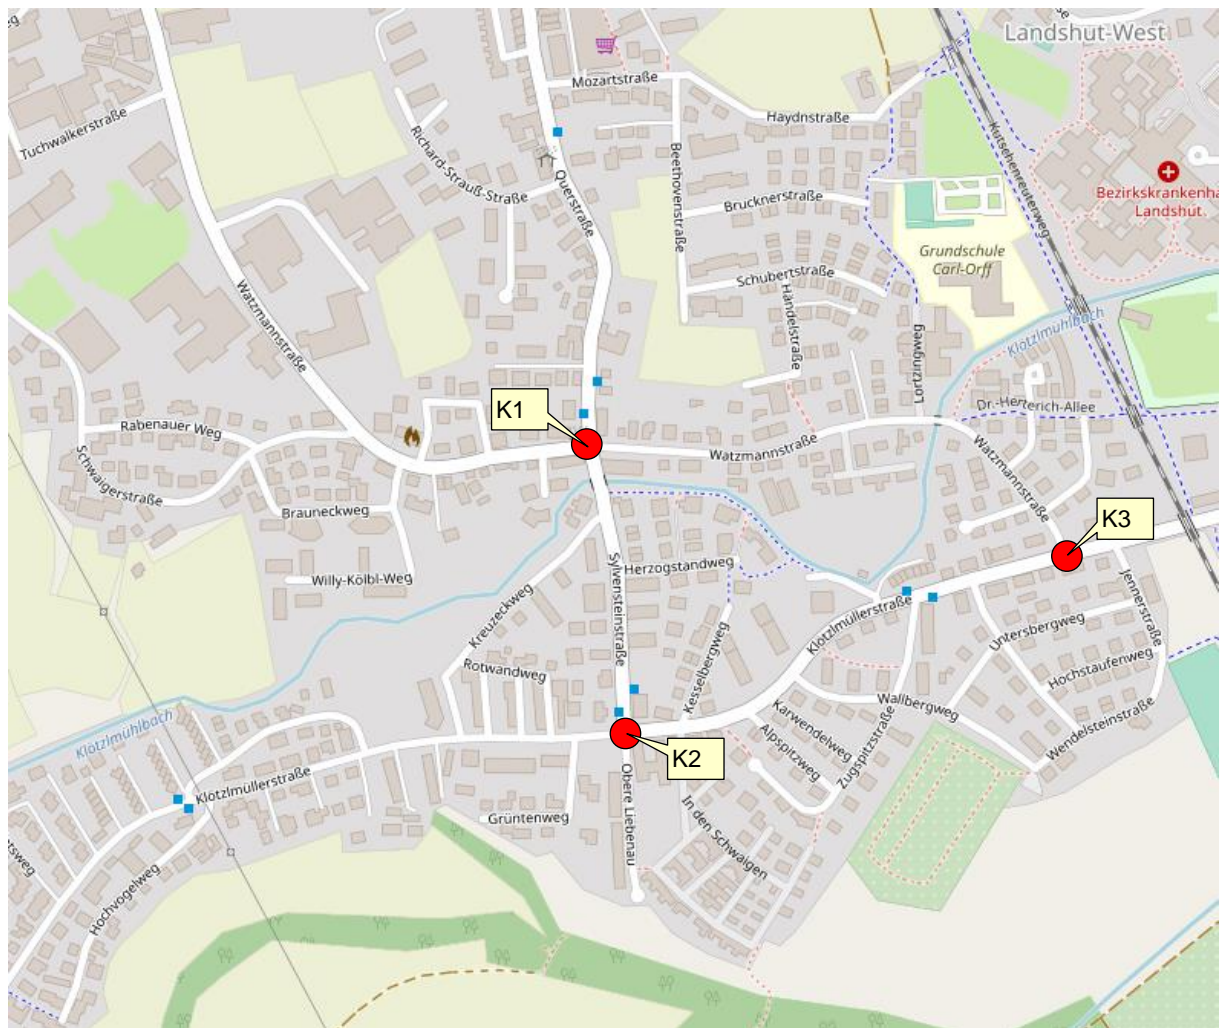 Landshut-West
Mozartstraße
Haydnstraße
Tuchwalkerstraße
Richard-Strauß-Straße
Querstraße
Beethovenstraße
Kutschenreuterweg
Brucknerstraße
Bezirkskrankenha
Landshut
Grundschule
Carl-Orff
Schubertstraße
Händelstraße
Watzmannstraße
Klötzlmühlbach
Lortzingweg
K1
Dr.-Herterich-Allee
Rabenauer Weg
Watzmannstraße
Watzmannstraße
Schwaigerstraße
Brauneckweg
K3
Willy-Kölbl-Weg
Sylvensteinstraße
Herzogstandweg
Jennerstraße
Kreuzeckweg
Klötzlmüllerstraße
Untersbergweg
Kesselbergweg
Rotwandweg
Hochstaufenweg
Wallbergweg
Karwendelweg
Klötzlmühlbach
Alpspitzweg
Zugspitzstraße
Wendelsteinstraße
K2
Klötzlmüllerstraße
Obere Liebenau
Grüntenweg
In den Schwaigen
Hochvogelweg